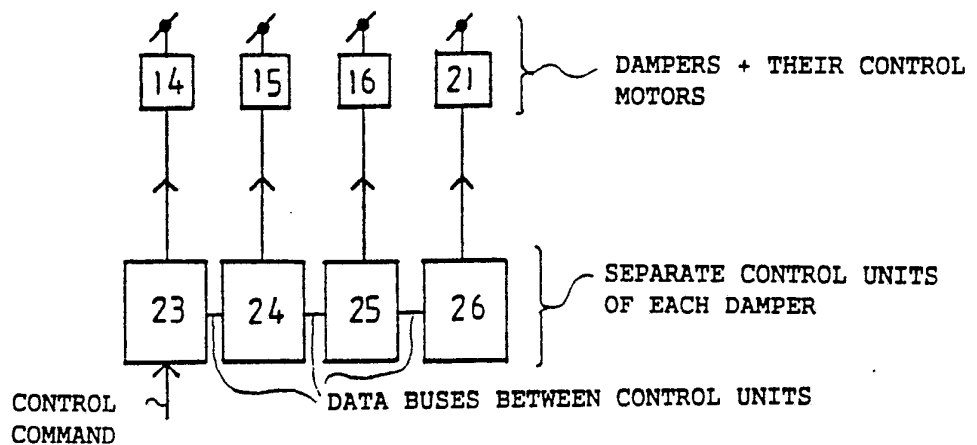 14 15 16 21
DAMPERS + THEIR CONTROL
MOTORS
23 24 25 26
SEPARATE CONTROL UNITS
OF EACH DAMPER
DATA BUSES BETWEEN CONTROL UNITS
CONTROL
COMMAND